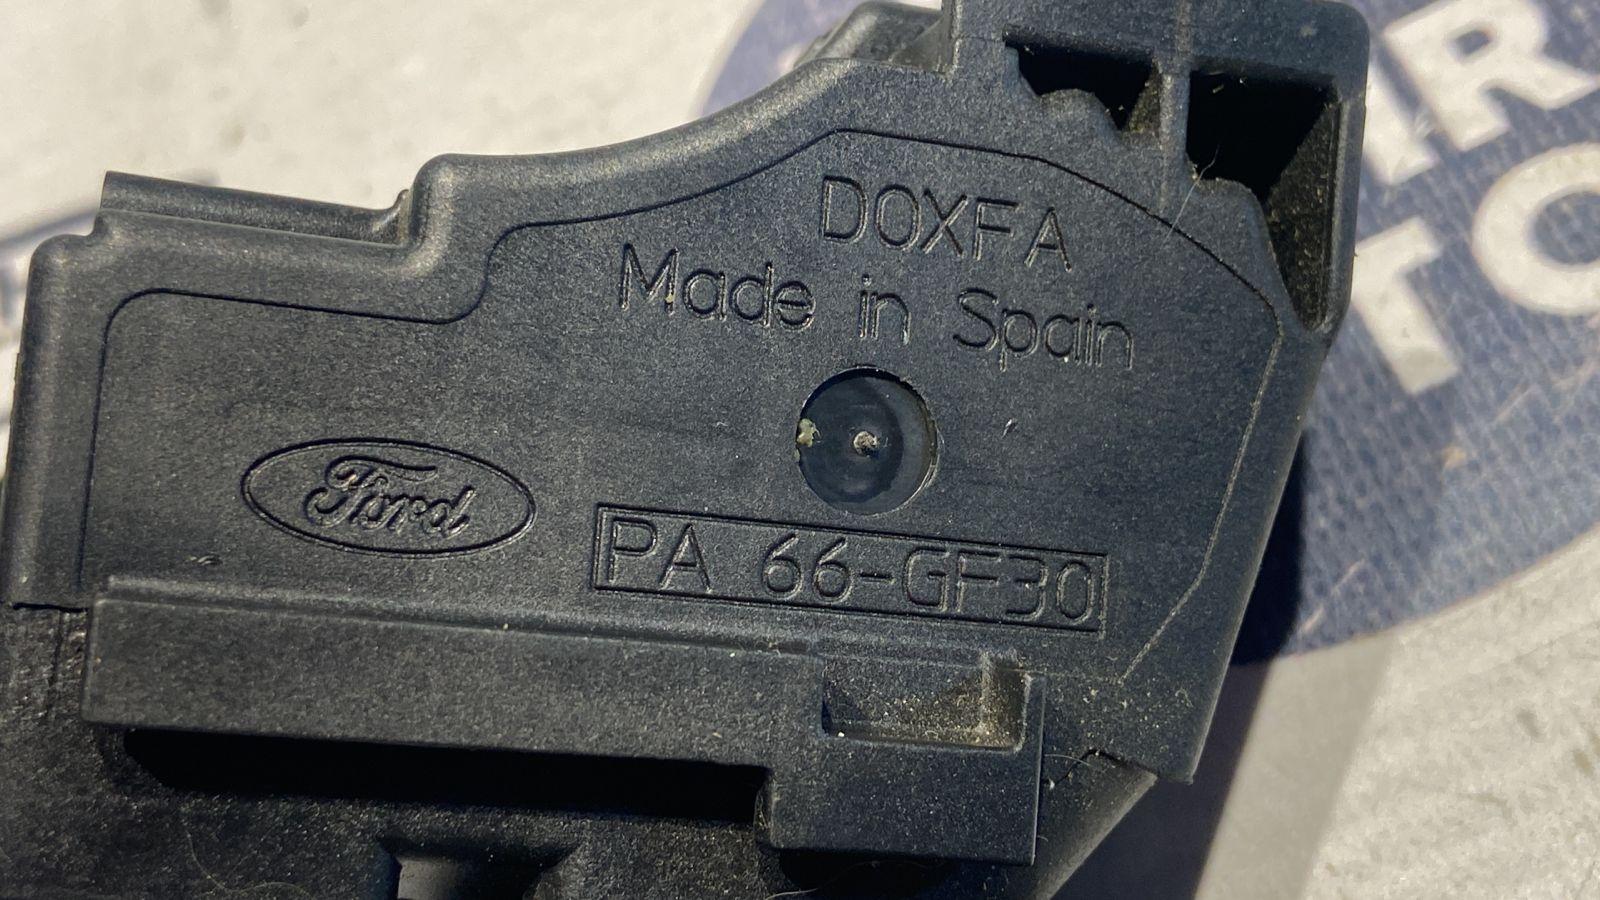 DOXFA
Made in Spain
Ford
PA 66-GF30